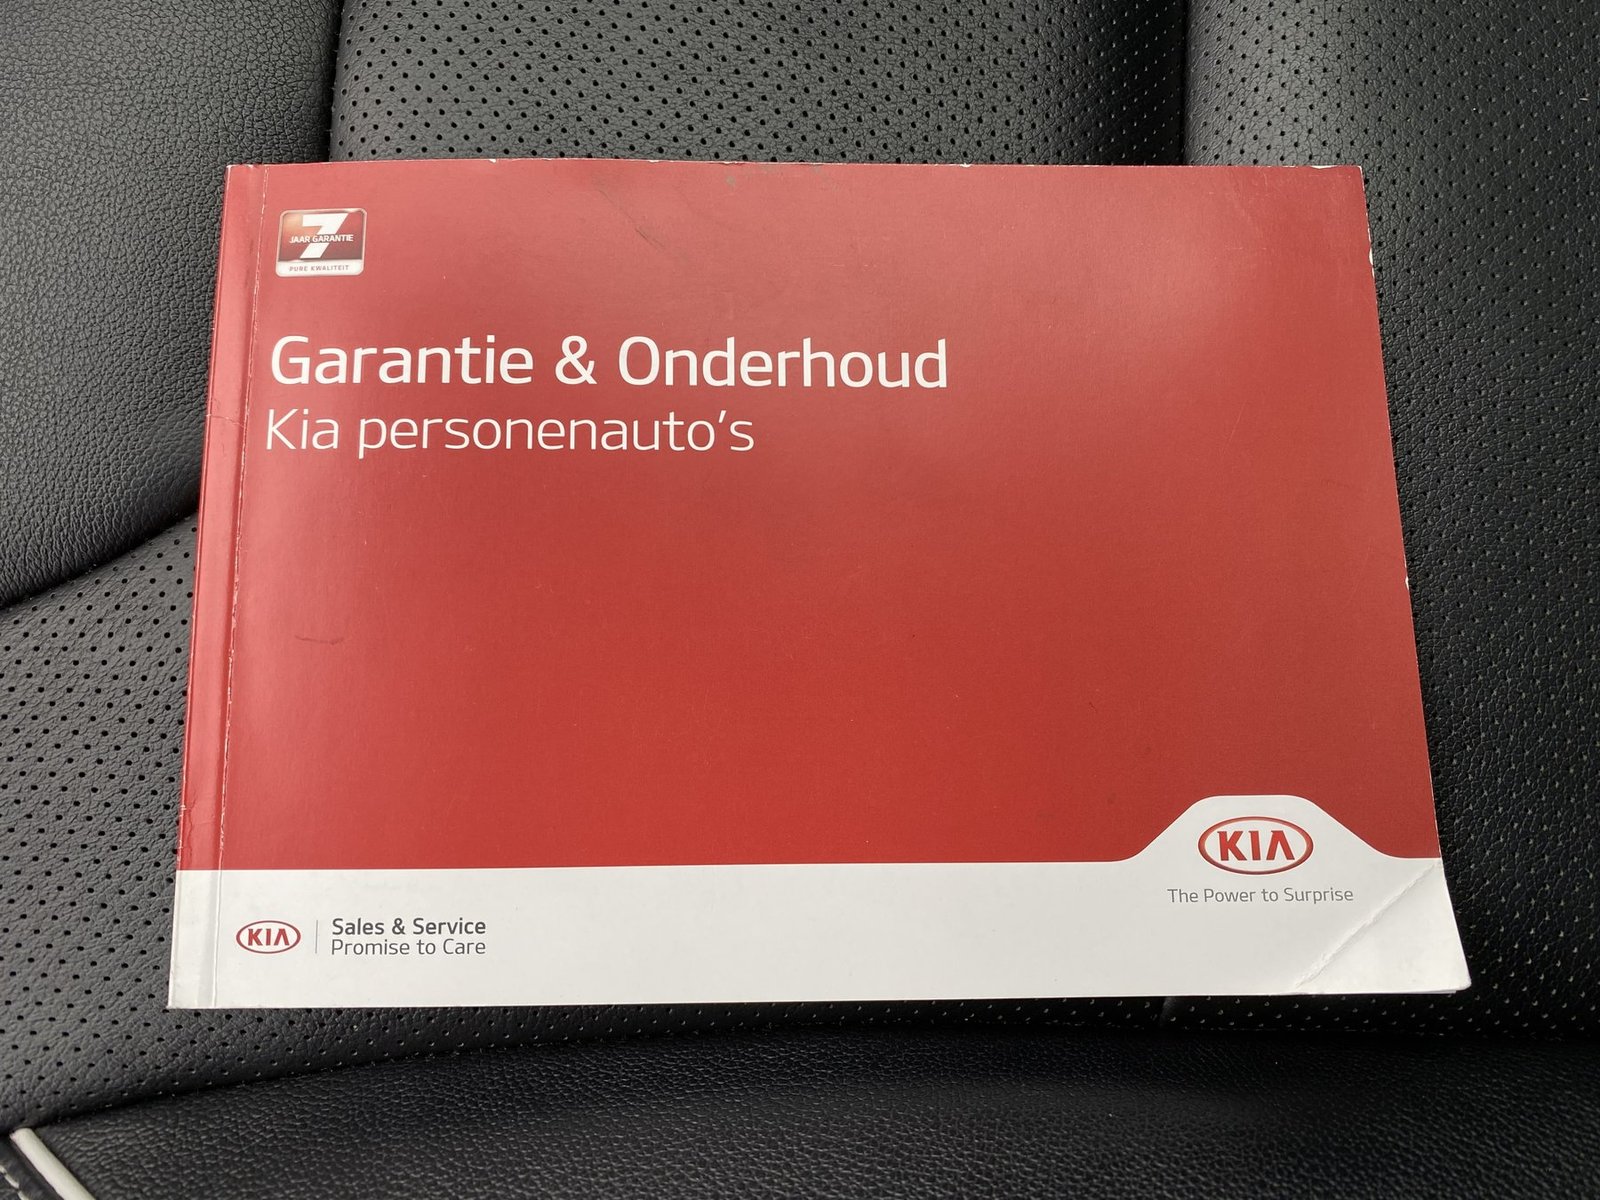 7
JAAR GARANTIE
PURE KWALITEIT
Garantie & Onderhoud
Kia personenauto’s
KIA
The Power to Surprise
KIA
Sales & Service
Promise to Care